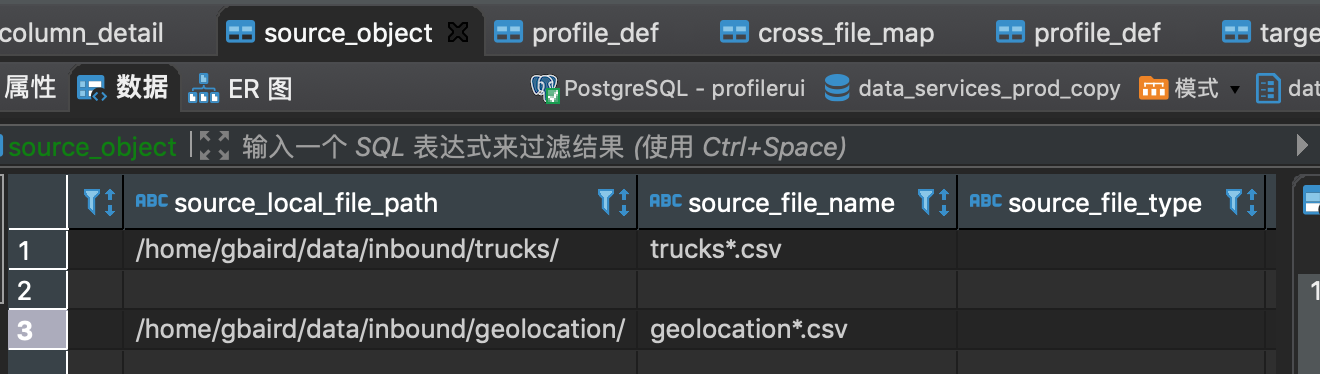 column_detail source_object profile_def cross_file_map profile_def targe
属性 数据 ER 图 PostgreSQL - profilerui data_services_prod_copy 模式 dat
source_object 输入一个 SQL 表达式来过滤结果 (使用 Ctrl+Space)
ABC source_local_file_path ABC source_file_name ABC source_file_type
1 /home/gbaird/data/inbound/trucks/ trucks*.csv
2 1
3 /home/gbaird/data/inbound/geolocation/ geolocation*.csv